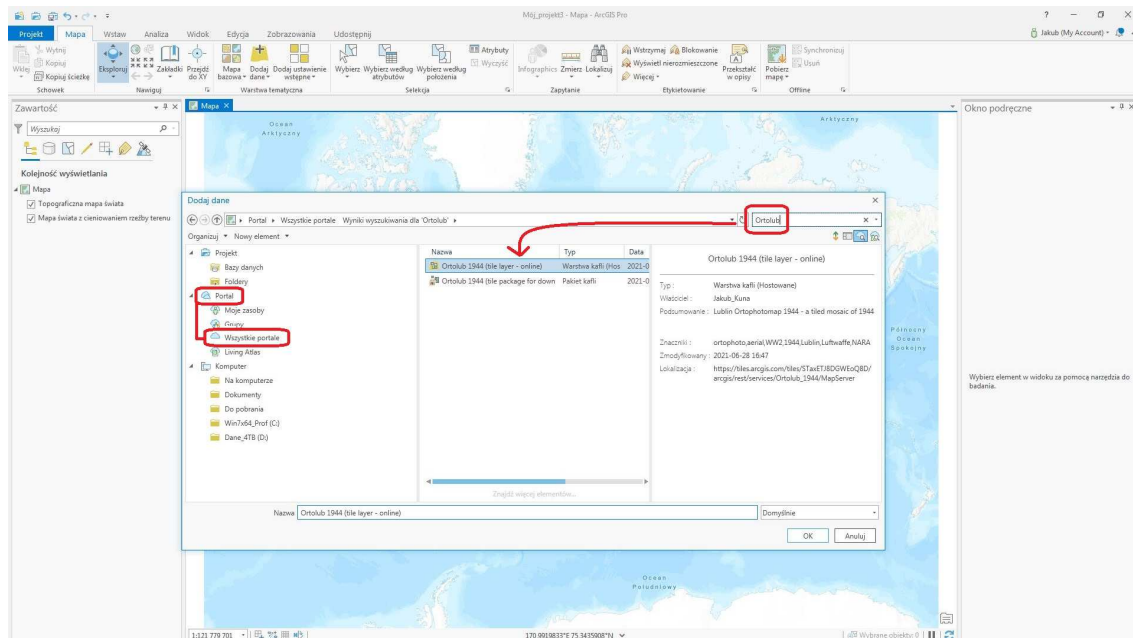 Mój_projekt3 - Mapa - ArcGIS Pro
Projekt Mapa Wstaw Analiza Widok Edycja Zobrazowania Udostępnij
Jakub (My Account)
Wklej
Wytnij
Kopiuj
Kopiuj ścieżkę
Schowek
Eksploruj
Zakładki
Przejdź do XY
Nawiguj
Mapa bazowa
Dodaj dane
Dodaj ustawienie wstępne
Warstwa tematyczna
Wybierz
Wybierz według atrybutów
Wybierz według położenia
Atrybuty
Wyczyść
Selekcja
Infographics
Zmierz
Lokalizuj
Zapytanie
Wstrzymaj
Blokowanie
Wyświetl nierozmieszczone
Więcej
Przekształć w opisy
Etykietowanie
Pobierz mapę
Synchronizuj
Usuń
Offline
Zawartość
Wyszukaj
Kolejność wyświetlania
Mapa
Topograficzna mapa świata
Mapa świata z cieniowaniem rzeźby terenu
Mapa
Ocean
Arktyczny
Arktyczny
Okno podręczne
Wybierz element w widoku za pomocą narzędzia do
badania.
Dodaj dane
Portal Wszystkie portale Wyniki wyszukiwania dla 'Ortolub'
Ortolub
Organizuj Nowy element
Projekt
Bazy danych
Foldery
Portal
Moje zasoby
Grupy
Wszystkie portale
Living Atlas
Komputer
Na komputerze
Dokumenty
Do pobrania
Win7x64_Prof (C:)
Dane_4TB (D:)
Nazwa Typ Data
Ortolub 1944 (tile layer - online) Warstwa kafli (Hos 2021-0
Ortolub 1944 (tile package for down Pakiet kafli 2021-0
Znajdź więcej elementów...
Ortolub 1944 (tile layer - online)
Typ : Warstwa kafli (Hostowane)
Właściciel : Jakub_Kuna
Podsumowanie : Lublin Ortophotomap 1944 - a tiled mosaic of 1944
Znaczniki : ortophoto,aerial,WW2,1944,Lublin,Luftwaffe,NARA
Zmodyfikowany : 2021-06-28 16:47
Lokalizacja : https://tiles.arcgis.com/tiles/STaxETJ8DGWEoQ8D/
arcgis/rest/services/Ortolub_1944/MapServer
Nazwa Ortolub 1944 (tile layer - online)
Domyślnie
OK Anuluj
Północny
Ocean
Spokojny
Ocean
Południowy
1:121 779 701
170,9919833°E 75,3435908°N
Wybrane obiekty: 0